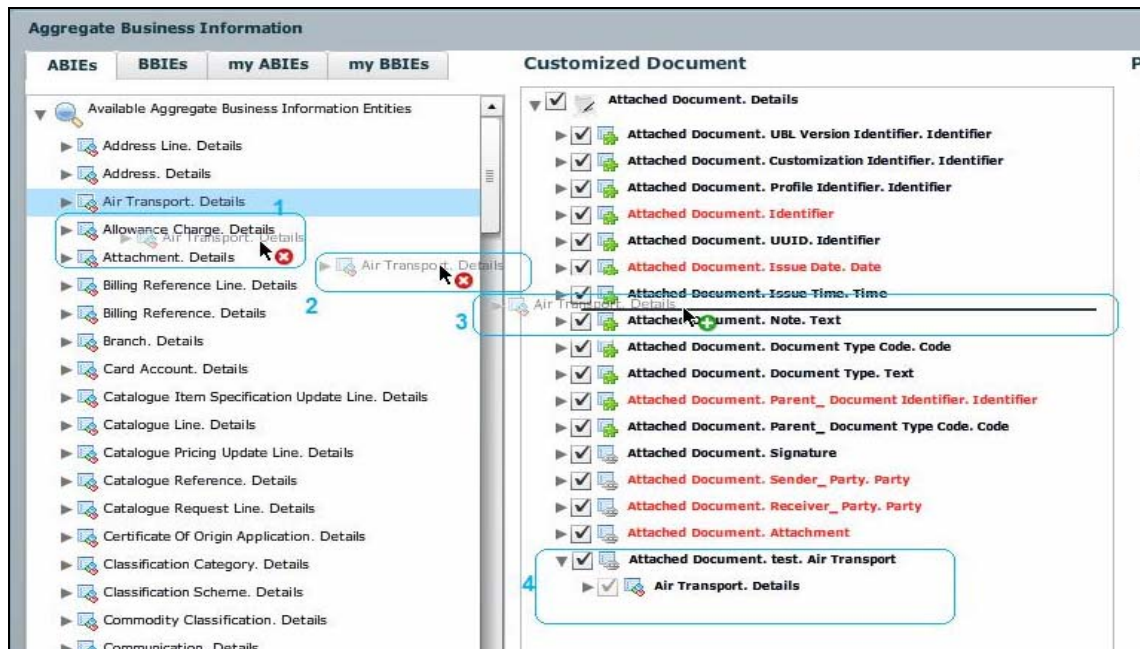 Aggregate Business Information
ABIEs
BBIEs
my ABIEs
my BBIEs
Available Aggregate Business Information Entities
Address Line. Details
Address. Details
Air Transport. Details
1
Allowance Charge. Details
Air Transport. Details
Attachment. Details
Air Transport. Details
Billing Reference Line. Details
2
Billing Reference. Details
Branch. Details
Card Account. Details
Catalogue Item Specification Update Line. Details
Catalogue Line. Details
Catalogue Pricing Update Line. Details
Catalogue Reference. Details
Catalogue Request Line. Details
Certificate Of Origin Application. Details
Classification Category. Details
Classification Scheme. Details
Commodity Classification. Details
Communication. Details
Customized Document
P
Attached Document. Details
Attached Document. UBL Version Identifier. Identifier
Attached Document. Customization Identifier. Identifier
Attached Document. Profile Identifier. Identifier
Attached Document. Identifier
Attached Document. UUID. Identifier
Attached Document. Issue Date. Date
Attached Document. Issue Time. Time
Air Transport. Details
3
Attached Document. Note. Text
Attached Document. Document Type Code. Code
Attached Document. Document Type. Text
Attached Document. Parent_ Document Identifier. Identifier
Attached Document. Parent_ Document Type Code. Code
Attached Document. Signature
Attached Document. Sender_ Party. Party
Attached Document. Receiver_ Party. Party
Attached Document. Attachment
Attached Document. test. Air Transport
4
Air Transport. Details